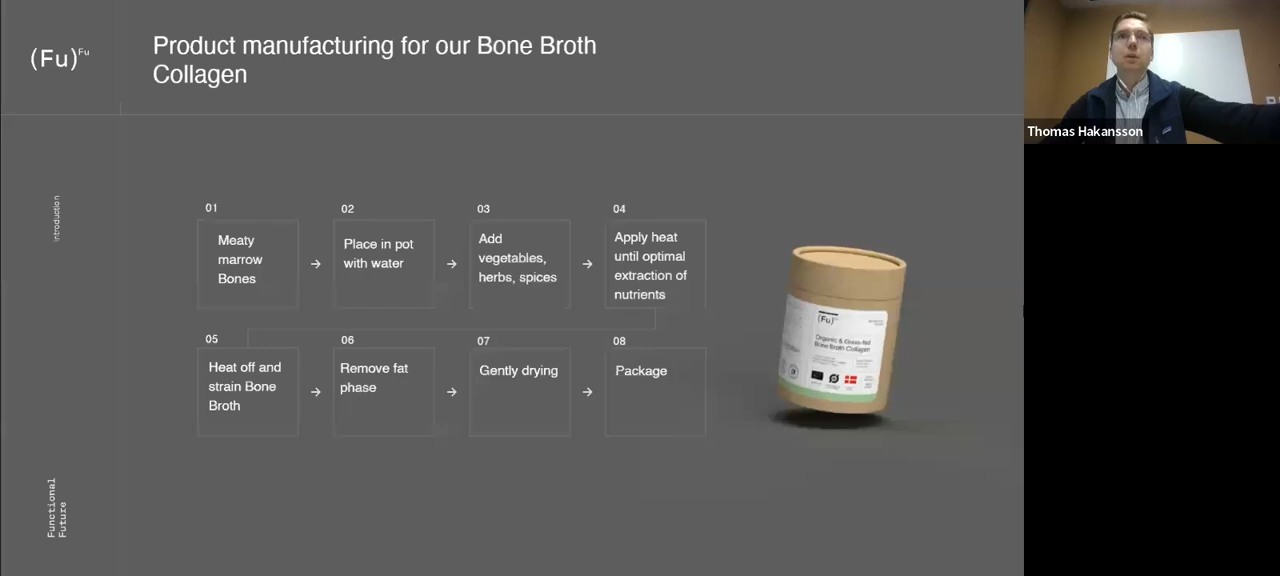 (Fu)Fu
Product manufacturing for our Bone Broth
Collagen
Thomas Hakansson
Introduction
01
02
03
04
Meaty
marrow
Bones
Place in pot
with water
Add
vegetables,
herbs, spices
Apply heat
until optimal
extraction of
nutrients
05
06
07
08
Heat off and
strain Bone
Broth
Remove fat
phase
Gently drying
Package
(Fu)
Organic & Grass-fed
Bone Broth Collagen
Functional
Future